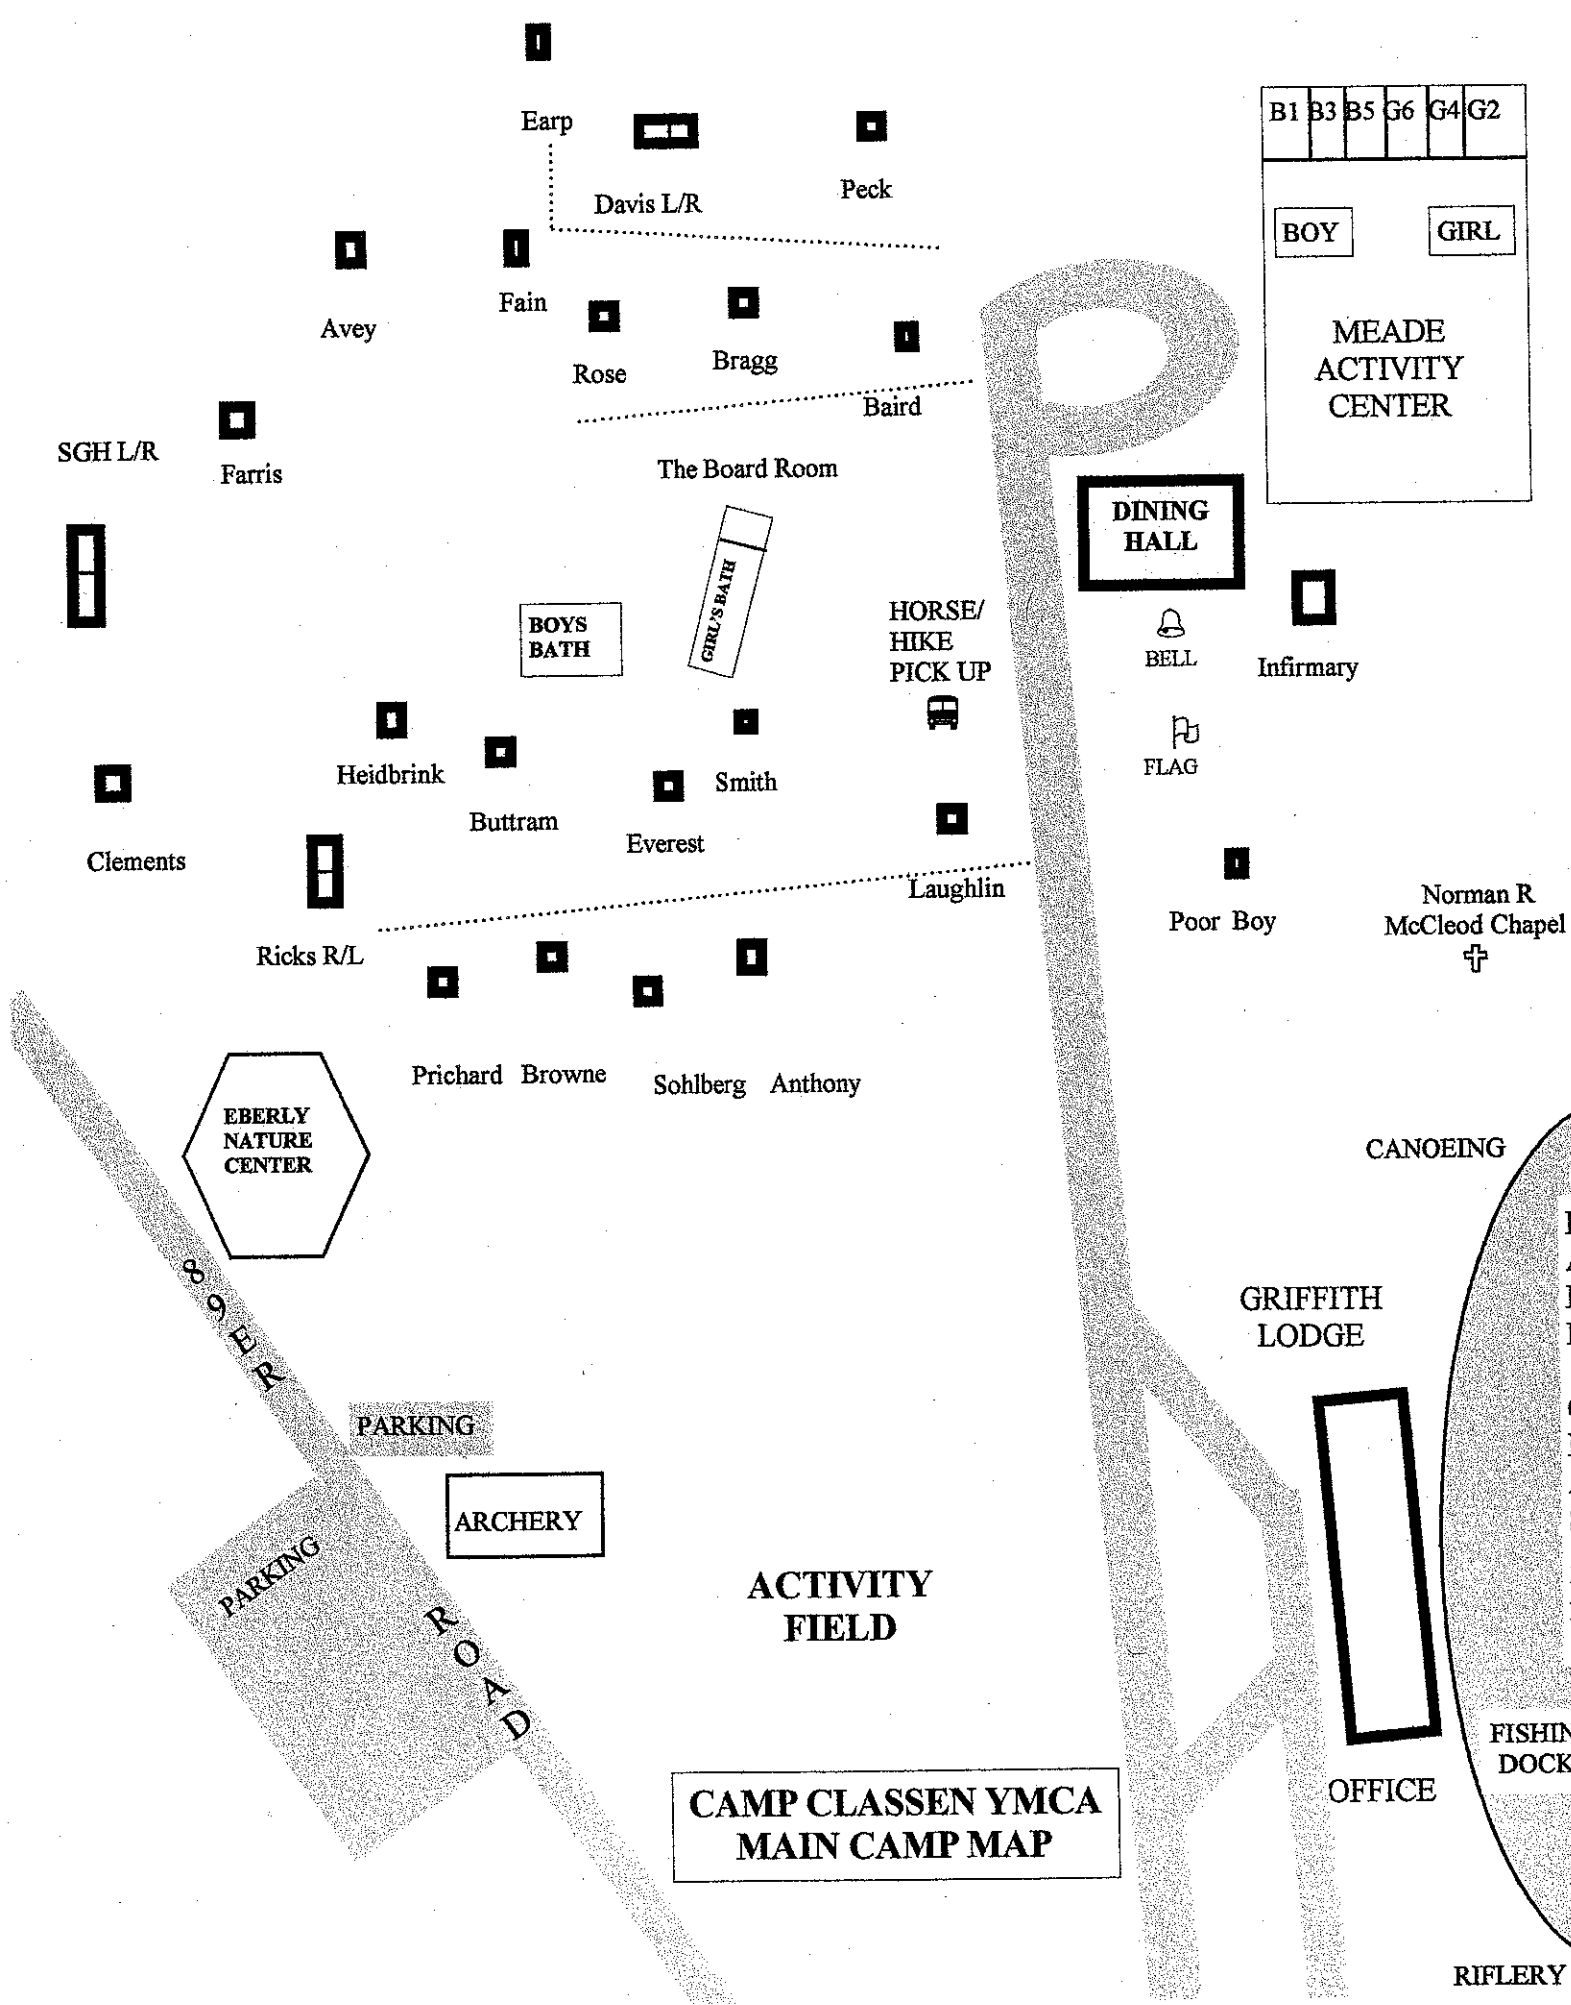 Earp
Davis L/R
Peck
B1 B3 B5 G6 G4 G2
BOY
GIRL
MEADE
ACTIVITY
CENTER
Avey
Fain
Rose
Bragg
Baird
SGH L/R
Farris
The Board Room
DINING
HALL
GIRL'S BATH
BOYS
BATH
HORSE/
HIKE
PICK UP
BELL
Infirmary
FLAG
Heidbrink
Buttram
Smith
Everest
Clements
Laughlin
Poor Boy
Norman R
McCleod Chapel
Ricks R/L
Prichard
Browne
Sohlberg
Anthony
EBERLY
NATURE
CENTER
CANOEING
89ER
ROAD
GRIFFITH
LODGE
PARKING
ARCHERY
PARKING
ACTIVITY
FIELD
DOCK
OFFICE
CAMP CLASSEN YMCA
MAIN CAMP MAP
RIFLERY